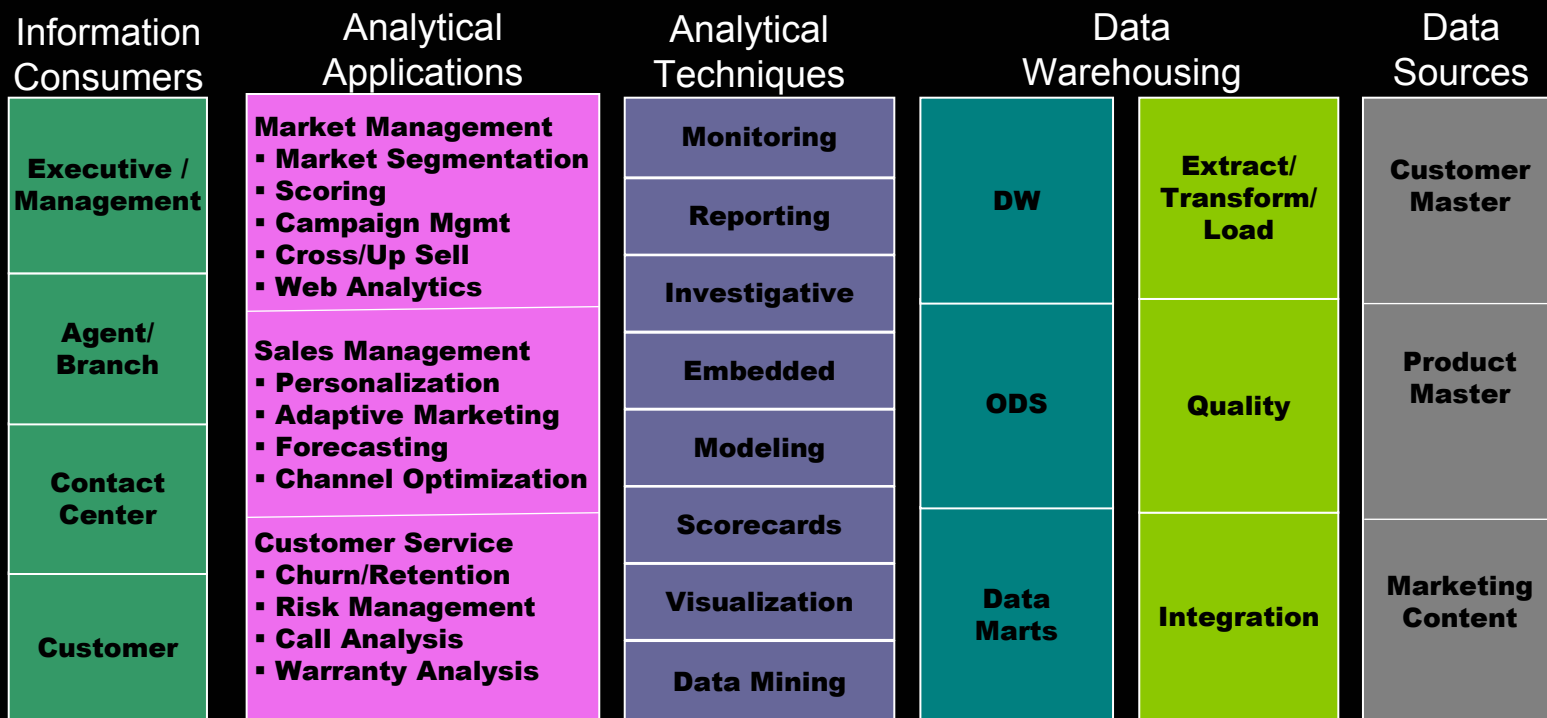 Information
Consumers
Analytical
Applications
Analytical
Techniques
Data
Warehousing
Data
Sources
Executive /
Management
Agent/
Branch
Contact
Center
Customer
Market Management
▪ Market Segmentation
▪ Scoring
▪ Campaign Mgmt
▪ Cross/Up Sell
▪ Web Analytics
Sales Management
▪ Personalization
▪ Adaptive Marketing
▪ Forecasting
▪ Channel Optimization
Customer Service
▪ Churn/Retention
▪ Risk Management
▪ Call Analysis
▪ Warranty Analysis
Monitoring
Reporting
Investigative
Embedded
Modeling
Scorecards
Visualization
Data Mining
DW
ODS
Data
Marts
Extract/
Transform/
Load
Quality
Integration
Customer
Master
Product
Master
Marketing
Content